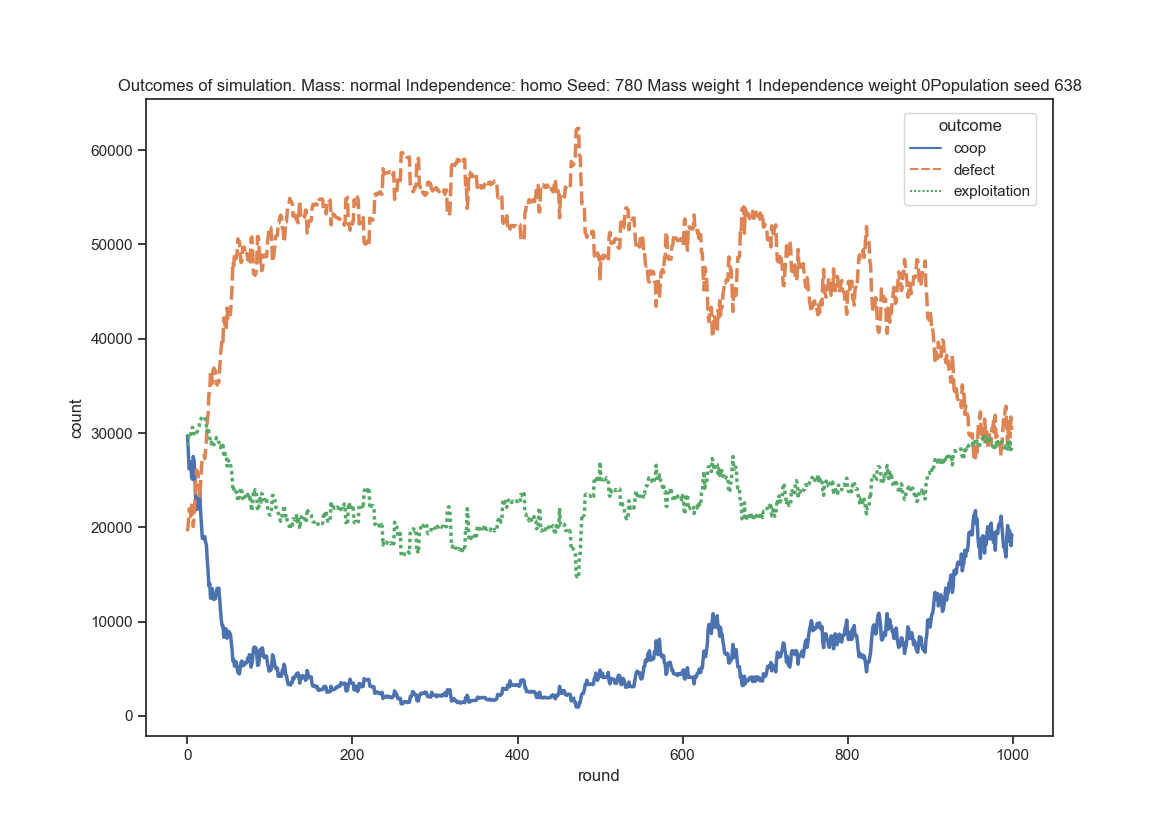 Outcomes of simulation. Mass: normal Independence: homo Seed: 780 Mass weight 1 Independence weight 0Population seed 638
outcome
coop
defect
exploitation
60000
50000
40000
30000
20000
10000
0
count
0 200 400 600 800 1000
round